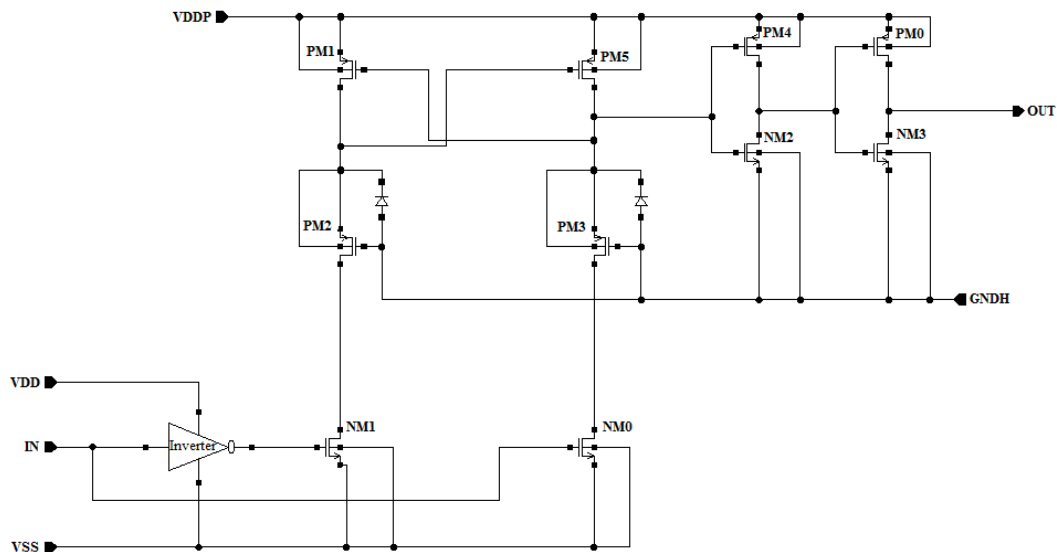 VDDP
PM4
PM0
PM1
PM5
OUT
NM2
NM3
PM2
PM3
GNDH
VDD
NM1
NM0
IN
Inverter
VSS